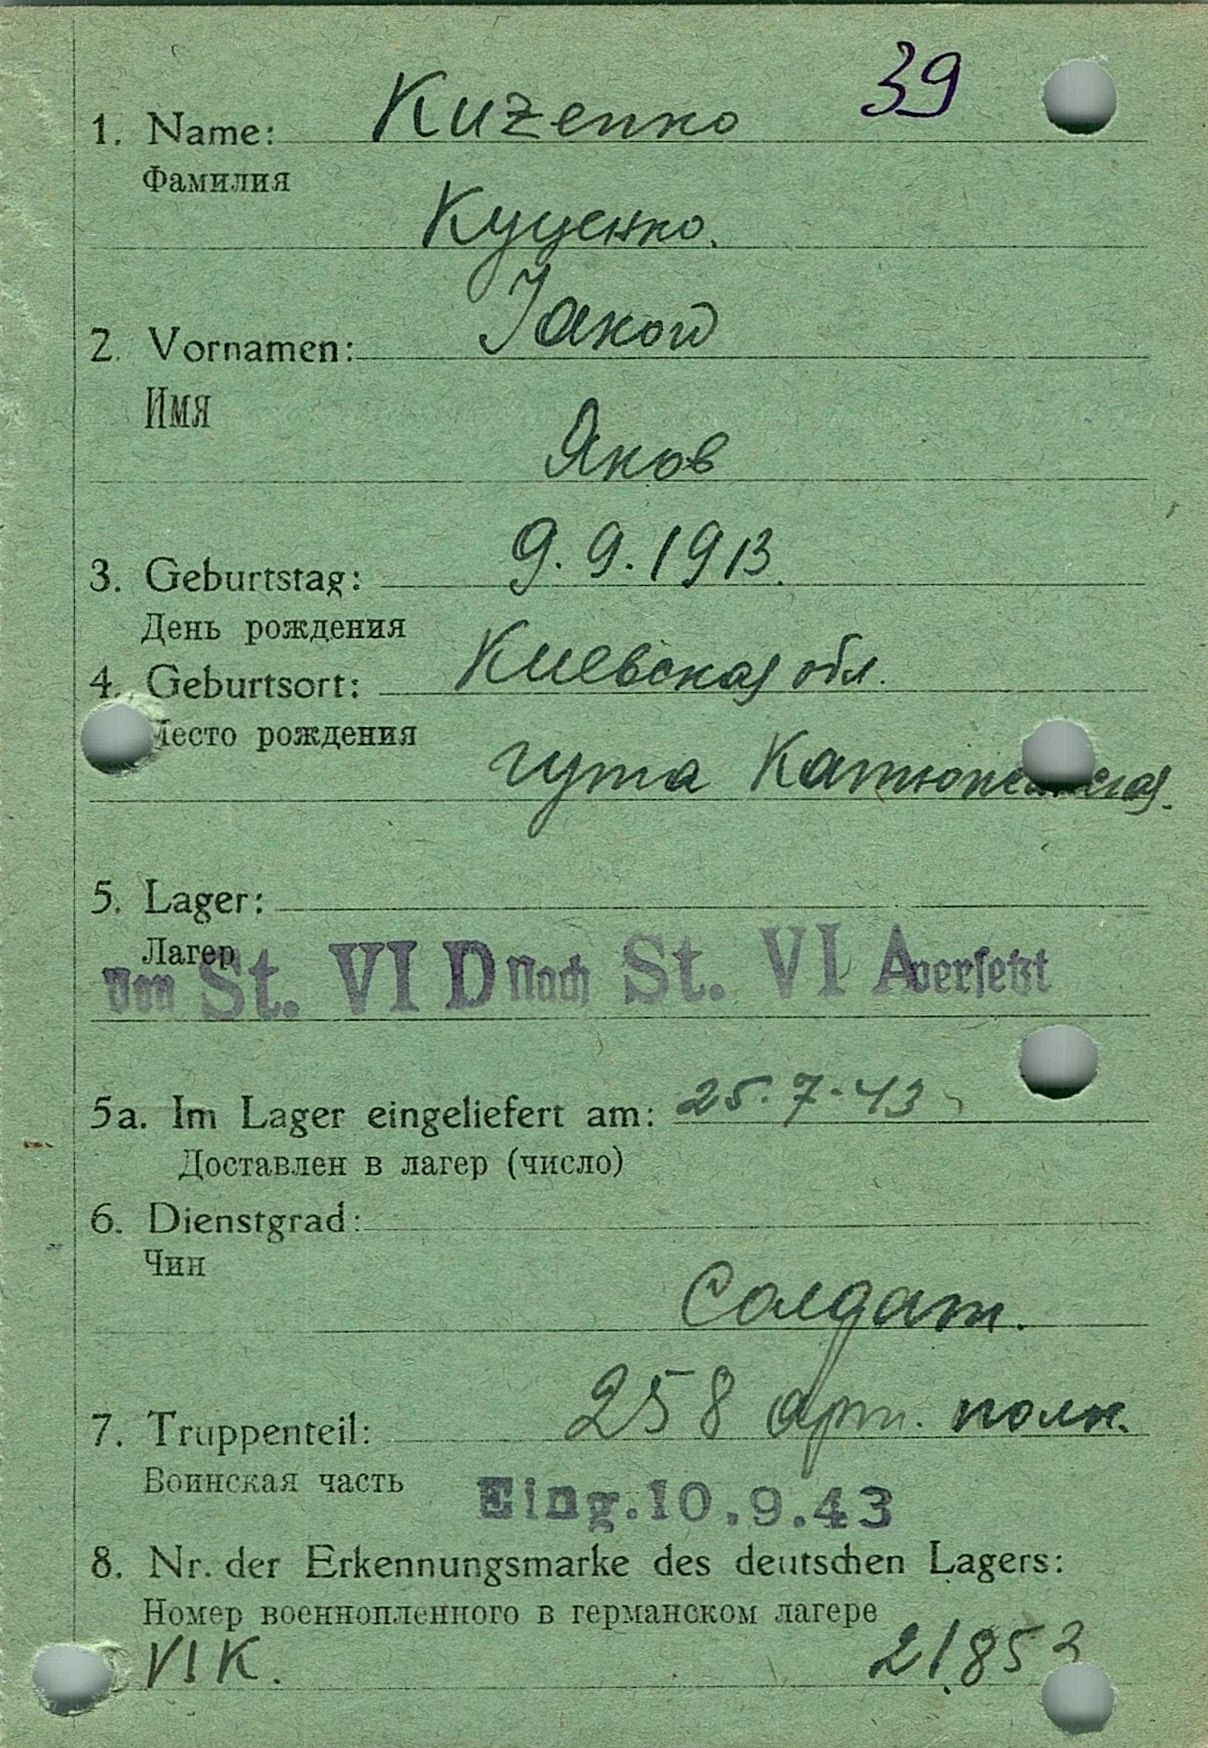 39
1. Name: Kuzenko
Фамилия
Куценко.
2. Vornamen: Jakow
Имя
Яков
9.9.1913.
3. Geburtstag:
День рождения
4. Geburtsort: Киевская обл.
Место рождения
гута
5. Lager:
Лагер
von St. VI D nach St. VI A versetzt
5a. Im Lager eingeliefert am: 25.7.43
Доставлен в лагер (число)
6. Dienstgrad:
Чин
Солдат.
7. Truppenteil: 258 арт. полк.
Воинская часть
Eing. 10.9.43
8. Nr. der Erkennungsmarke des deutschen Lagers:
Номер военнопленного в германском лагере
VI K. 21853